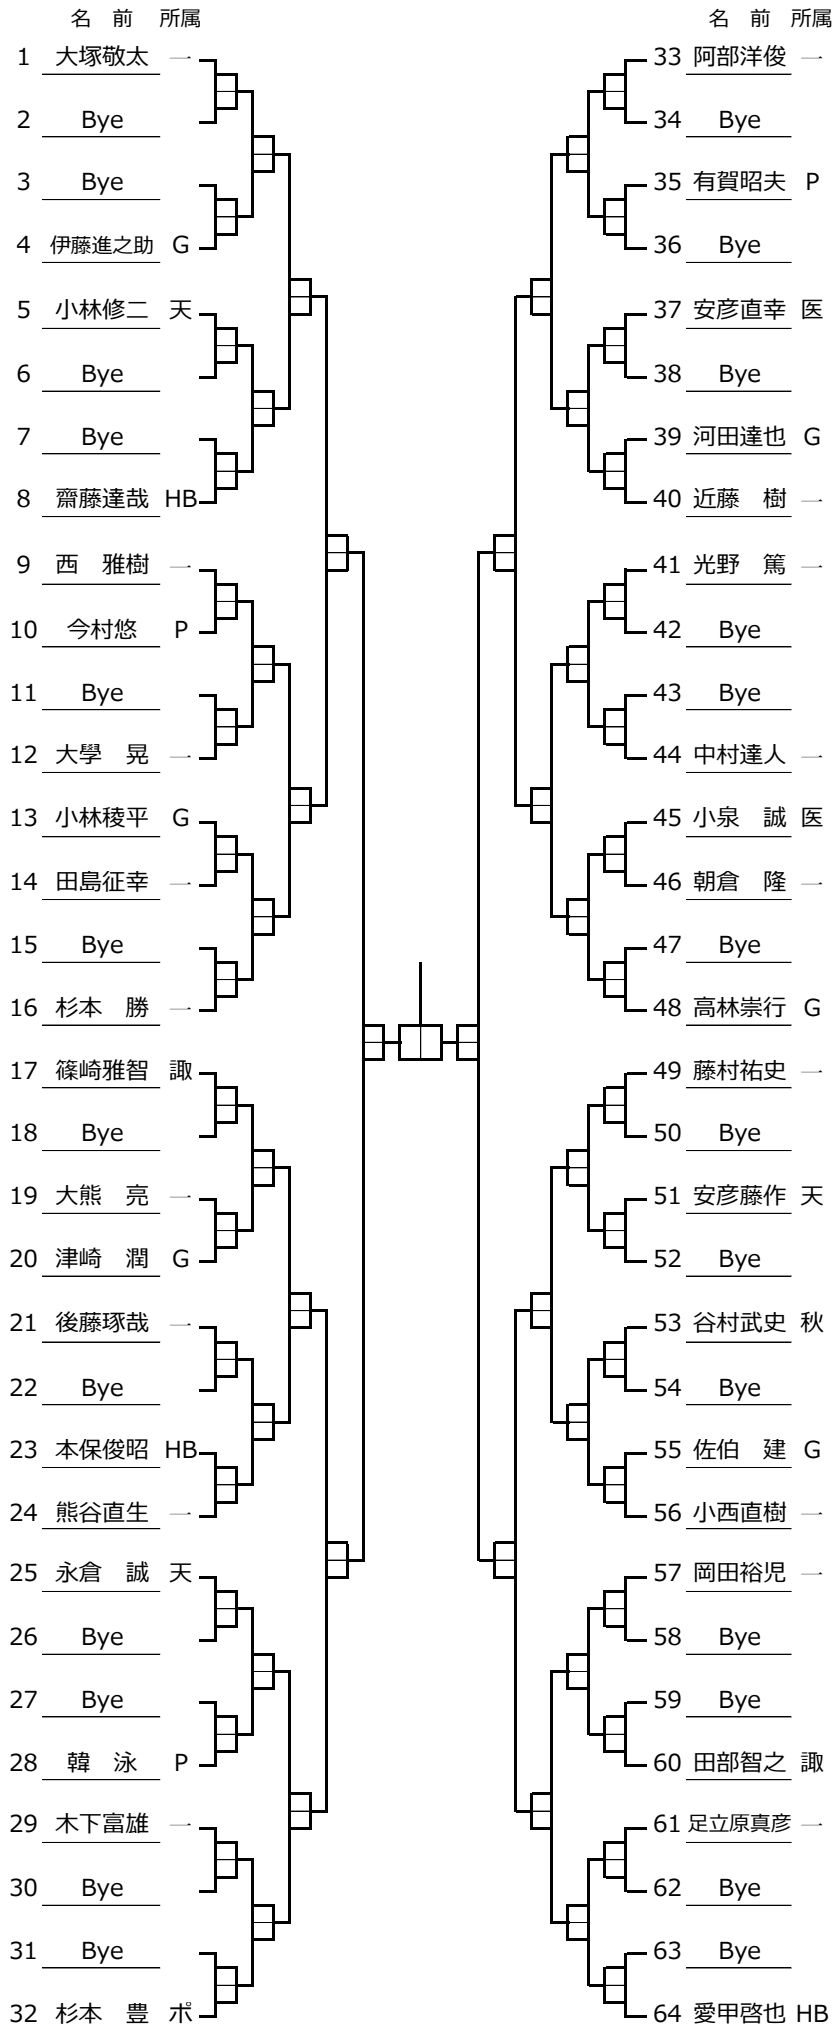 名　前　所属
1 大塚敬太 一
2 Bye
3 Bye
4 伊藤進之助 G
5 小林修二 天
6 Bye
7 Bye
8 齋藤達哉 HB
9 西　雅樹 一
10 今村悠 P
11 Bye
12 大學　晃 一
13 小林稜平 G
14 田島征幸 一
15 Bye
16 杉本　勝 一
17 篠崎雅智 諏
18 Bye
19 大熊　亮 一
20 津崎　潤 G
21 後藤琢哉 一
22 Bye
23 本保俊昭 HB
24 熊谷直生 一
25 永倉　誠 天
26 Bye
27 Bye
28 韓　泳 P
29 木下富雄 一
30 Bye
31 Bye
32 杉本　豊 ポ
名　前　所属
33 阿部洋俊 一
34 Bye
35 有賀昭夫 P
36 Bye
37 安彦直幸 医
38 Bye
39 河田達也 G
40 近藤　樹 一
41 光野　篤 一
42 Bye
43 Bye
44 中村達人 一
45 小泉　誠 医
46 朝倉　隆 一
47 Bye
48 高林崇行 G
49 藤村祐史 一
50 Bye
51 安彦藤作 天
52 Bye
53 谷村武史 秋
54 Bye
55 佐伯　建 G
56 小西直樹 一
57 岡田裕児 一
58 Bye
59 Bye
60 田部智之 諏
61 足立原真彦 一
62 Bye
63 Bye
64 愛甲啓也 HB